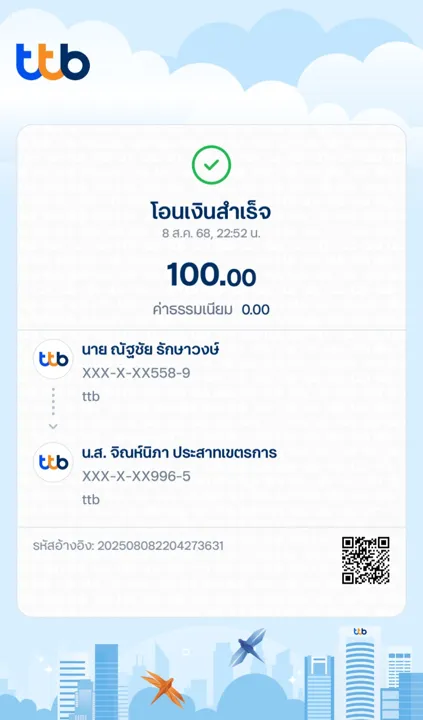 ttb
โอนเงินสำเร็จ
8 ส.ค. 68, 22:52 น.
100.00
ค่าธรรมเนียม 0.00
ttb
นาย ณัฐชัย รักษาวงษ์
XXX-X-XX558-9
ttb
ttb
น.ส. จิณห์นิภา ประสาทเขตรการ
XXX-X-XX996-5
ttb
รหัสอ้างอิง: 202508082204273631
ttb